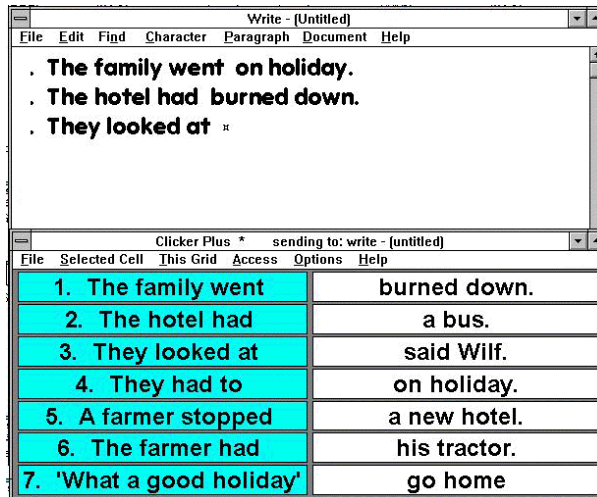 Write - (Untitled)
File Edit Find Character Paragraph Document Help
. The family went on holiday.
. The hotel had burned down.
. They looked at ¤
Clicker Plus * sending to: write - (untitled)
File Selected Cell This Grid Access Options Help
1. The family went burned down.
2. The hotel had a bus.
3. They looked at said Wilf.
4. They had to on holiday.
5. A farmer stopped a new hotel.
6. The farmer had his tractor.
7. 'What a good holiday' go home